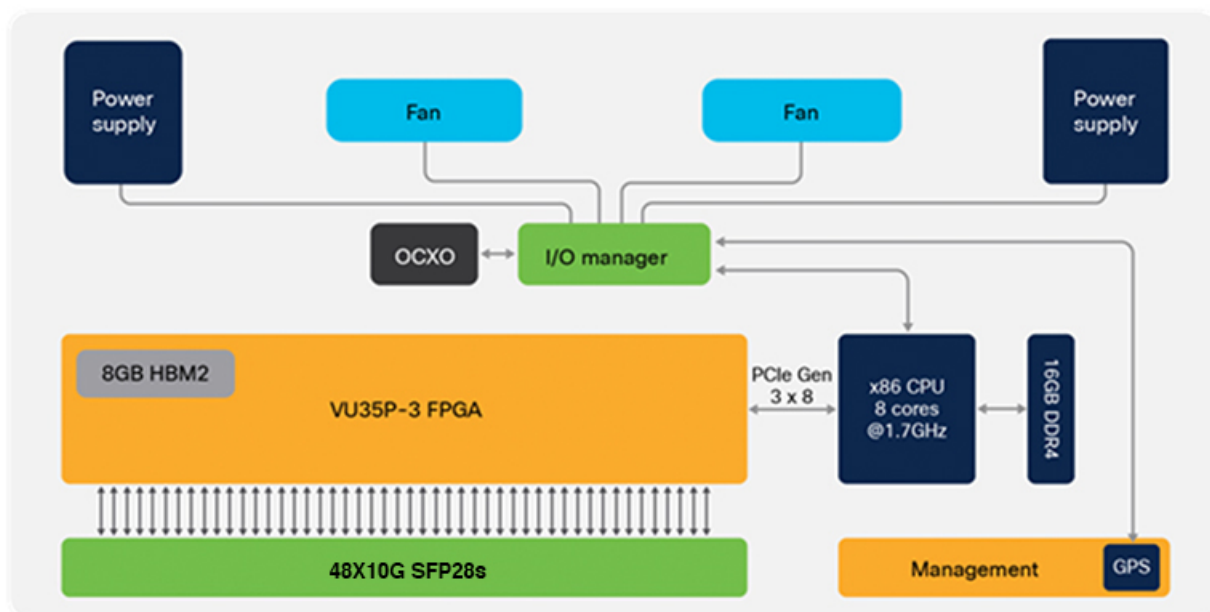 Power
supply
Fan
Fan
Power
supply
OCXO
I/O manager
8GB HBM2
VU35P-3 FPGA
PCIe Gen
3 x 8
x86 CPU
8 cores
@1.7GHz
16GB DDR4
48X10G SFP28s
Management
GPS